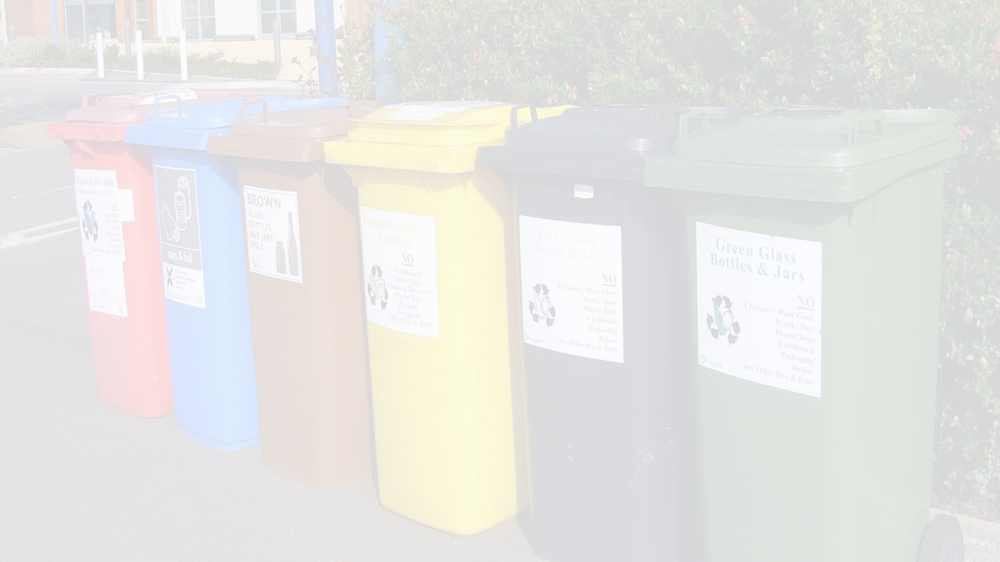 Plastic Bottles Only
Please remove the lids
NO
Plastic Bags
cans & foil
BROWN
GLASS
BOTTLES
AND JARS
ONLY
Newspaper, Magazines
& Junk Mail
NO
Cardboard
Yellow Pages
Thomson Directory
Plastic Bags
Packing
Wrappers
Other Bits & Bobs
Clear Glass
Bottles & Jars
NO
Crockery / Plate Glass
Pyrex / Pots
Plastic Bags
Cardboard
Packaging
Refuse
Any Other Bits & Bobs
recycle
Green Glass
Bottles & Jars
NO
Crockery / Plate Glass
Pyrex / Pots
Plastic Bags
Cardboard
Packaging
Refuse
Any Other Bits & Bobs
recycle